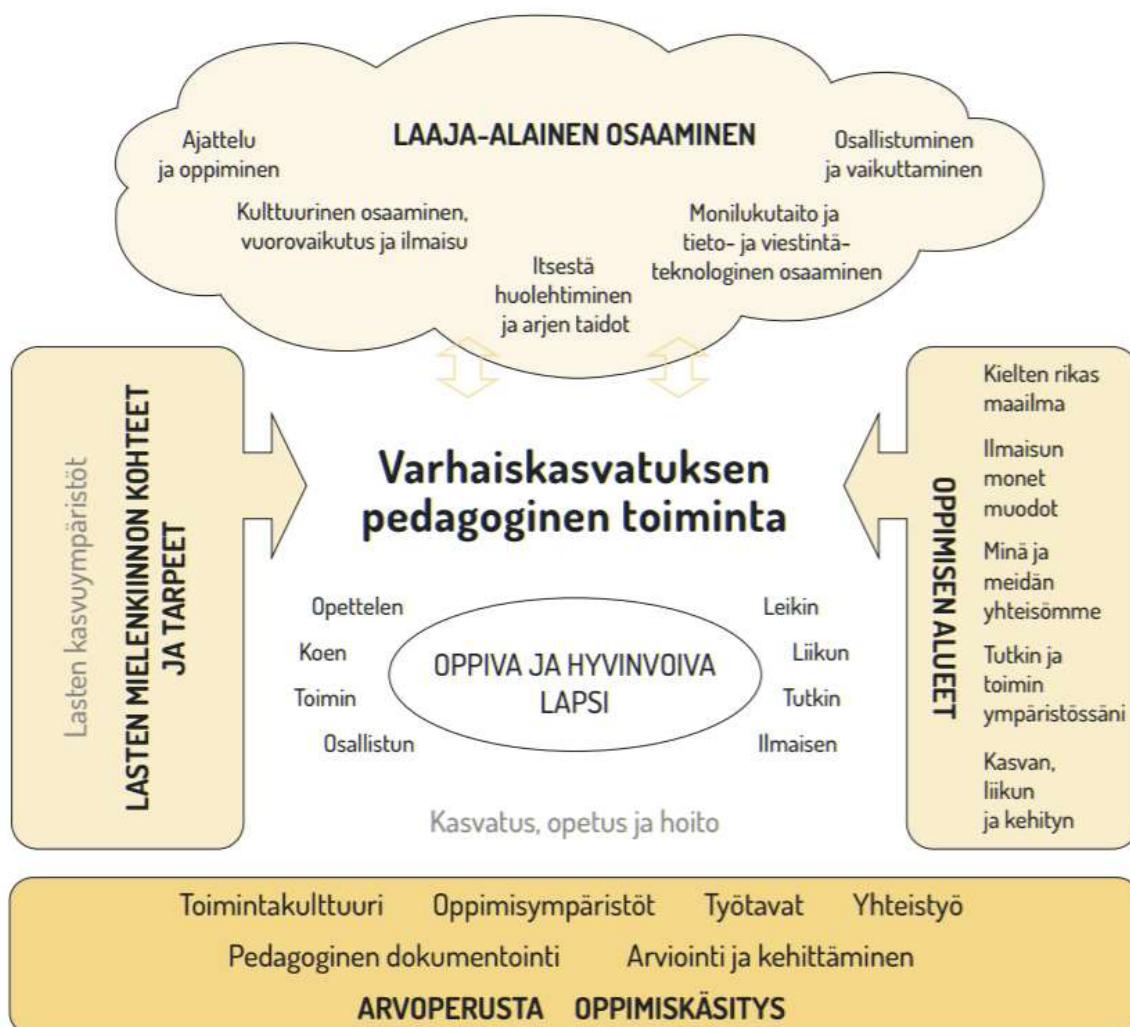 LAAJA-ALAINEN OSAAMINEN
Ajattelu
ja oppiminen
Kulttuurinen osaaminen,
vuorovaikutus ja ilmaisu
Itsestä
huolehtiminen
ja arjen taidot
Monilukutaito ja
tieto- ja viestintä-
teknologinen osaaminen
Osallistuminen
ja vaikuttaminen
Lasten kasvuympäristöt
LASTEN MIELENKIINNON KOHTEET
JA TARPEET
Varhaiskasvatuksen
pedagoginen toiminta
Opettelen
Koen
Toimin
Osallistun
OPPIVA JA HYVINVOIVA
LAPSI
Leikin
Liikun
Tutkin
Ilmaisen
Kasvatus, opetus ja hoito
OPPIMISEN ALUEET
Kielten rikas
maailma
Ilmaisun
monet
muodot
Minä ja
meidän
yhteisömme
Tutkin ja
toimin
ympäristössäni
Kasvan,
liikun
ja kehityn
Toimintakulttuuri Oppimisympäristöt Työtavat Yhteistyö
Pedagoginen dokumentointi Arviointi ja kehittäminen
ARVOPERUSTA OPPIMISKÄSITYS